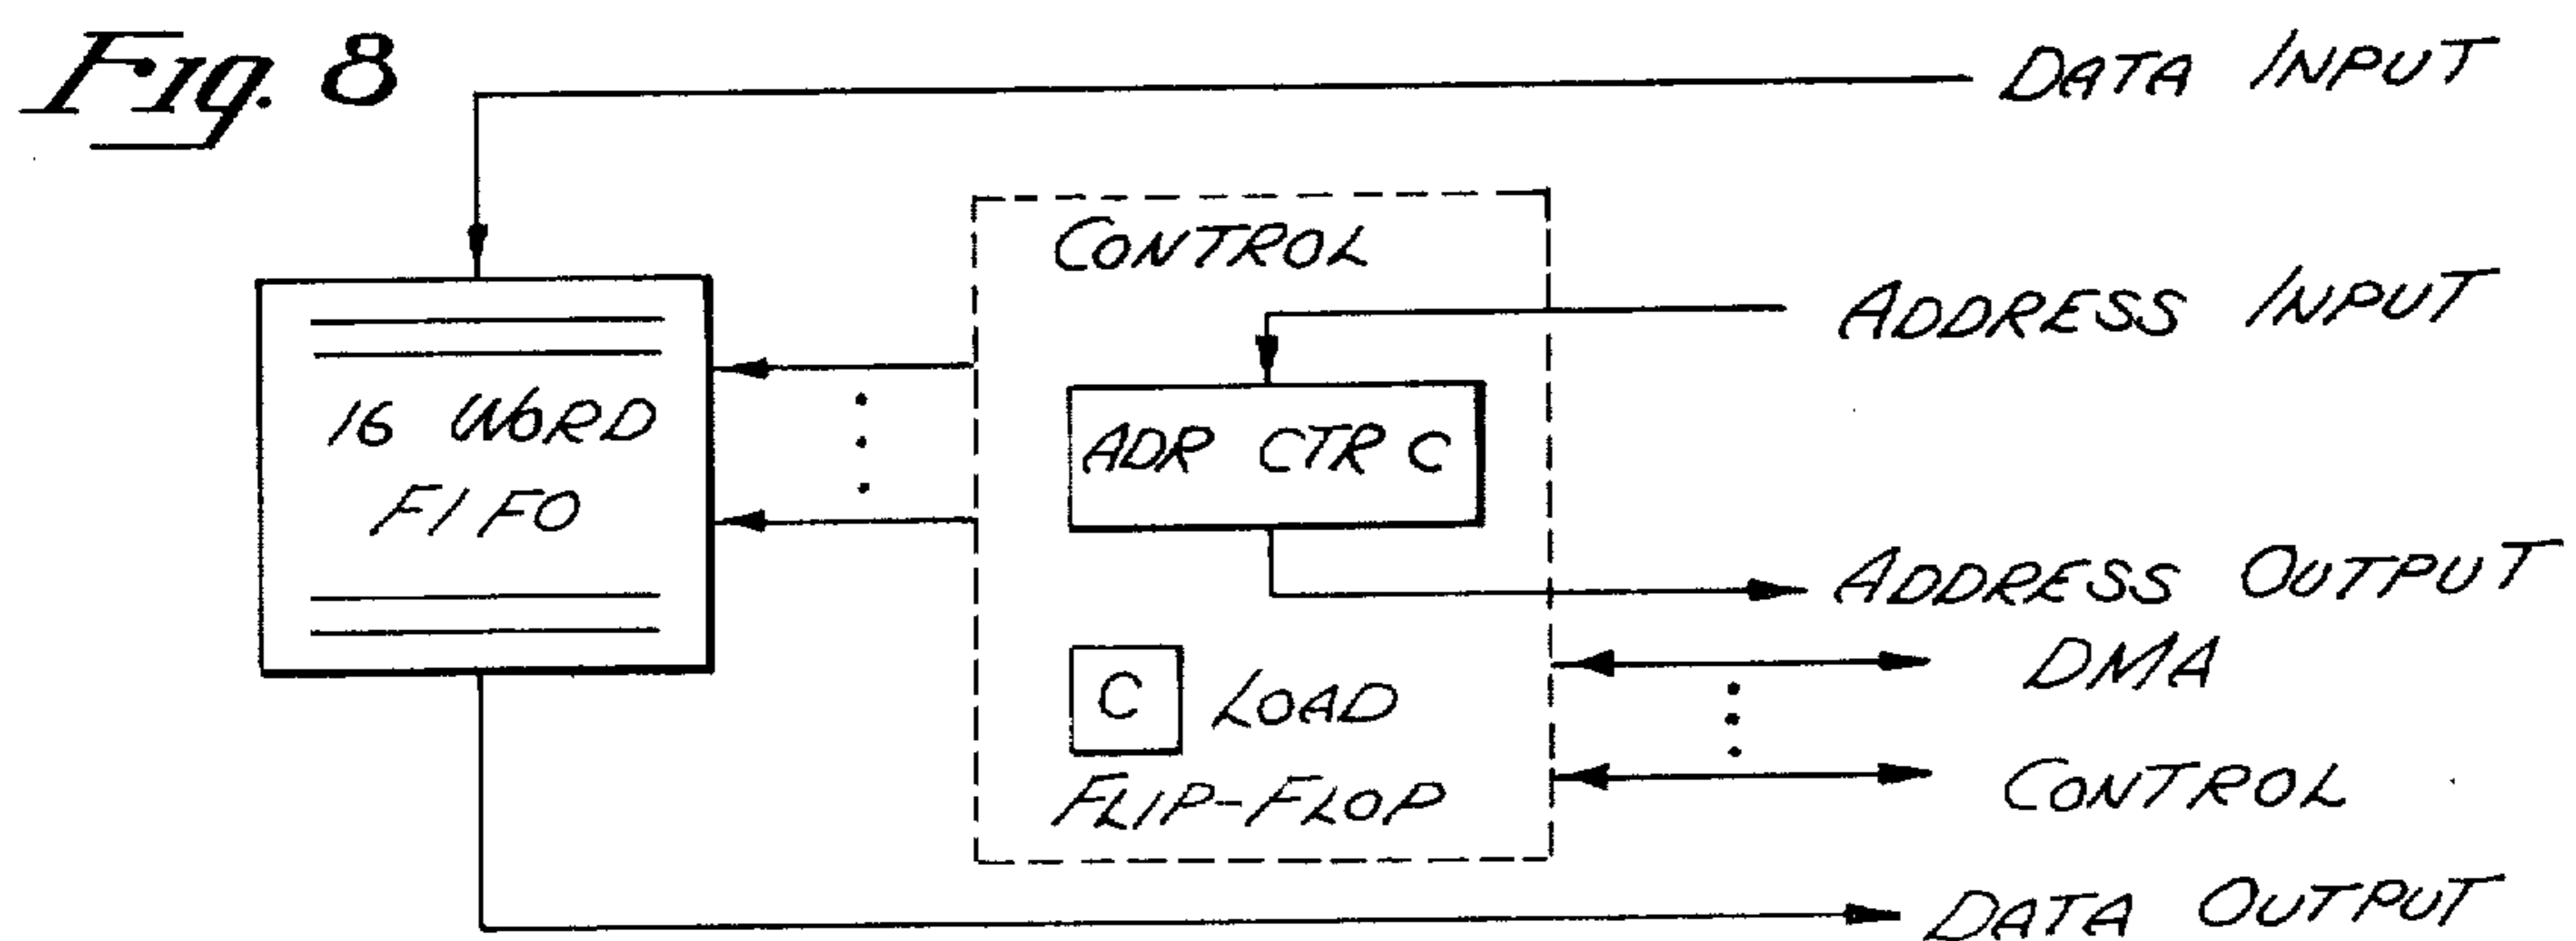 Fig. 8
DATA INPUT
CONTROL
ADDRESS INPUT
16 WORD
FIFO
ADR CTR C
ADDRESS OUTPUT
C LOAD
FLIP-FLOP
DMA
CONTROL
DATA OUTPUT